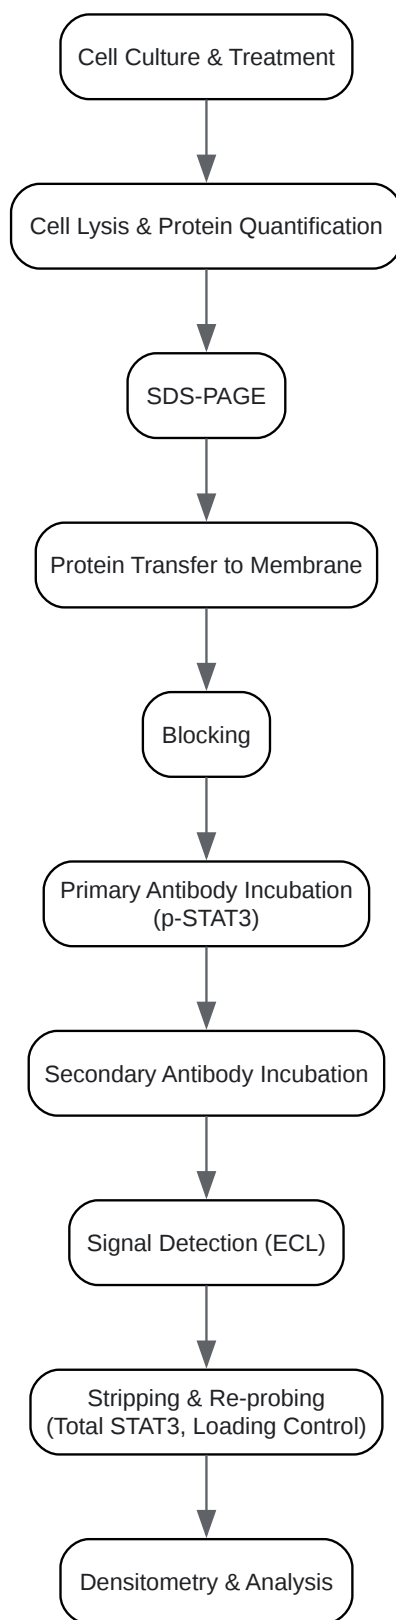 Cell Culture & Treatment
Cell Lysis & Protein Quantification
SDS-PAGE
Protein Transfer to Membrane
Blocking
Primary Antibody Incubation
(p-STAT3)
Secondary Antibody Incubation
Signal Detection (ECL)
Stripping & Re-probing
(Total STAT3, Loading Control)
Densitometry & Analysis